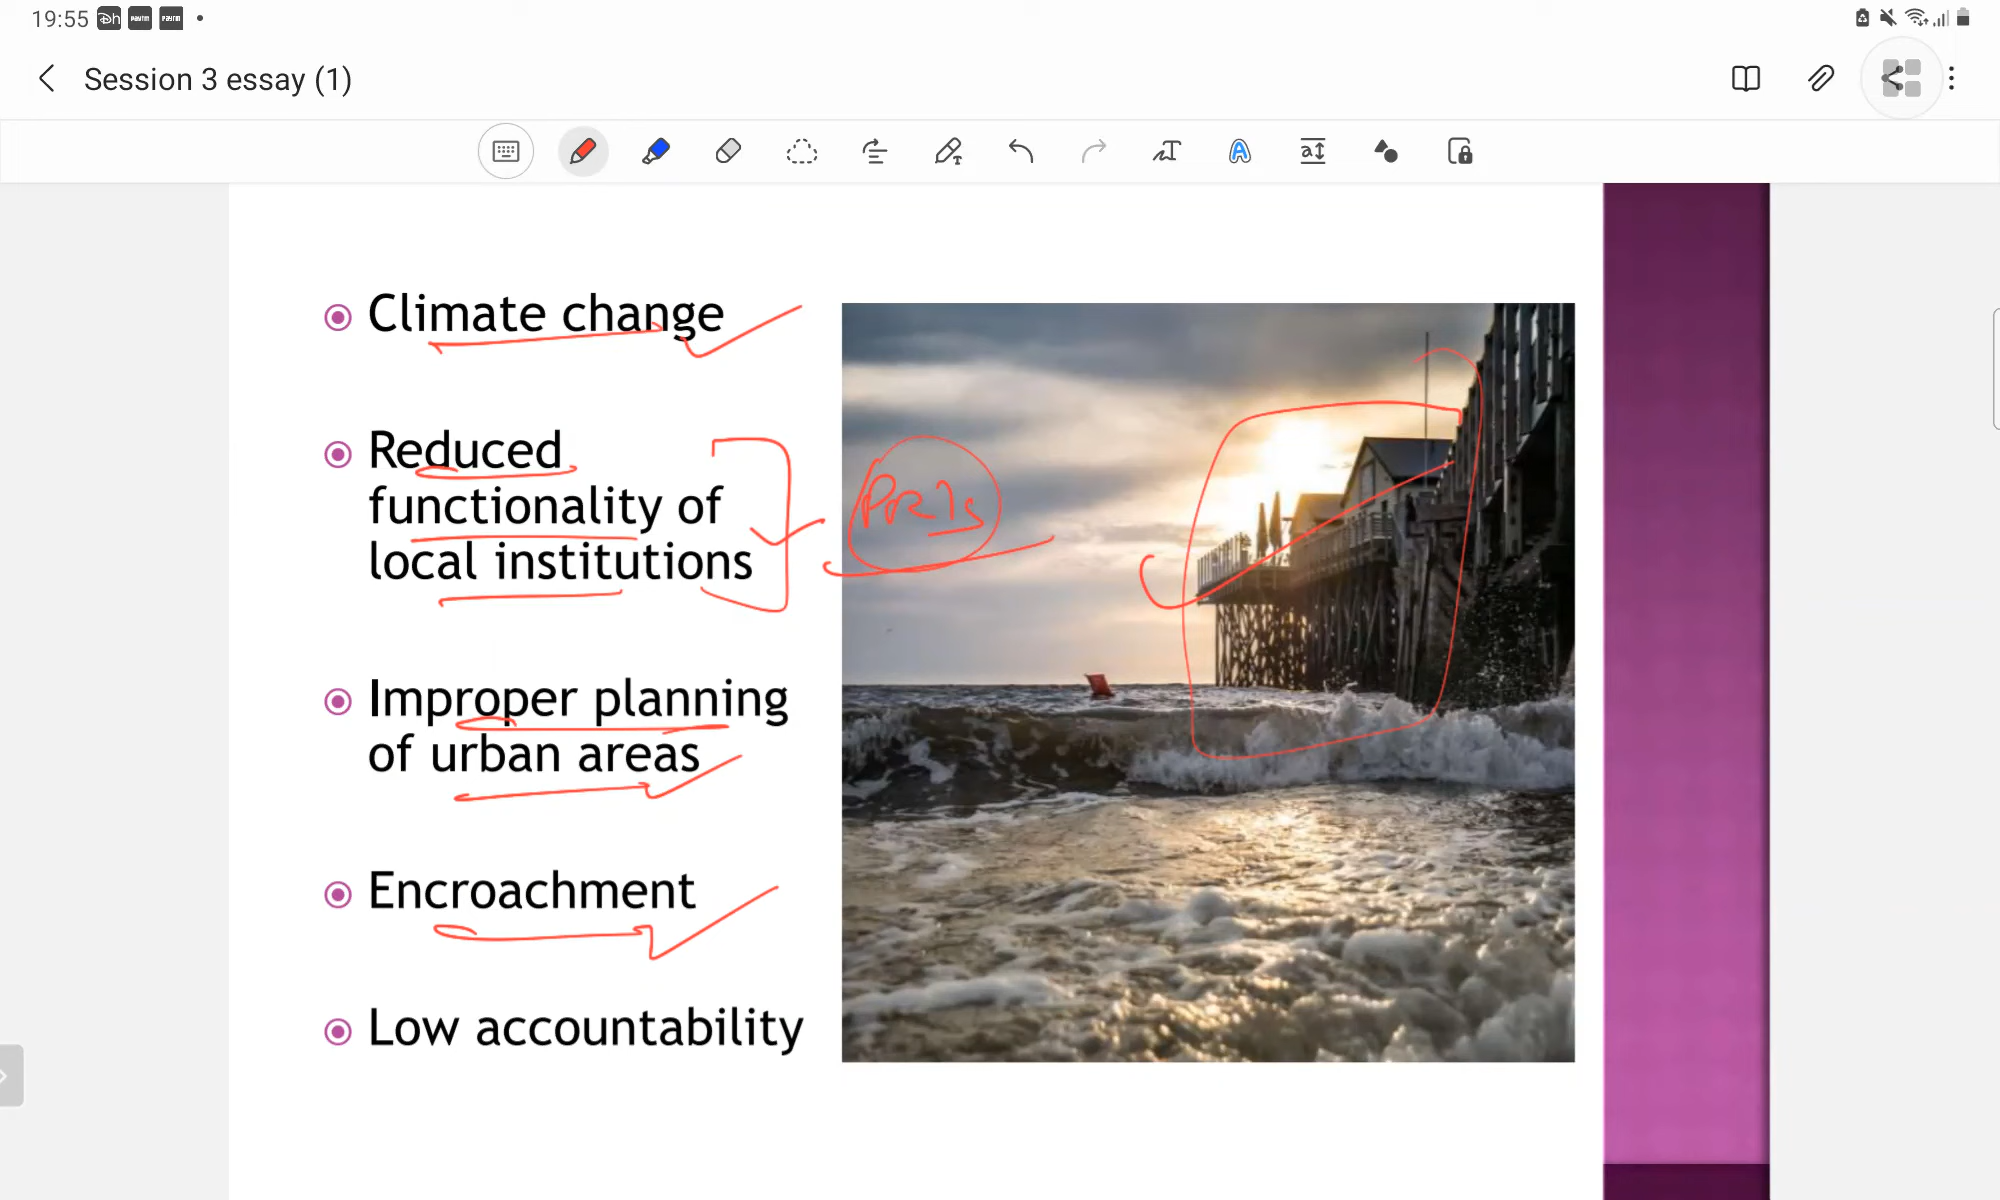 19:55
Session 3 essay (1)
Climate change
Reduced
functionality of
local institutions
PRIs
Improper planning
of urban areas
Encroachment
Low accountability